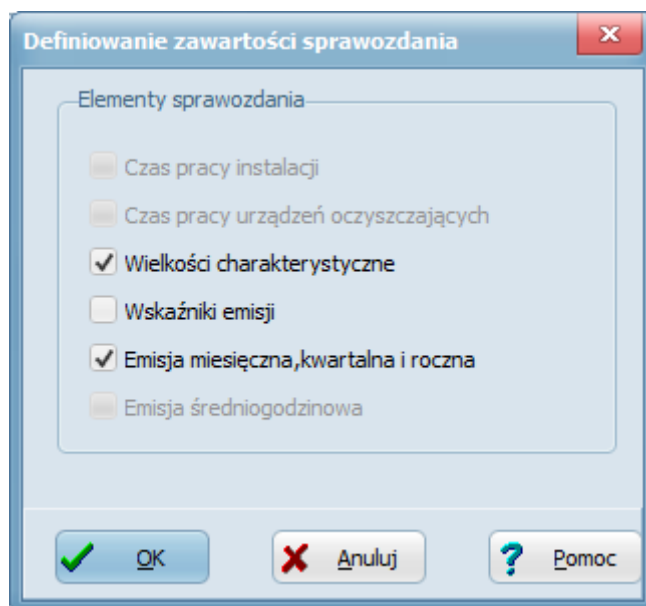 Definiowanie zawartości sprawozdania
Elementy sprawozdania
Czas pracy instalacji
Czas pracy urządzeń oczyszczających
Wielkości charakterystyczne
Wskaźniki emisji
Emisja miesięczna,kwartalna i roczna
Emisja średniogodzinowa
OK Anuluj Pomoc